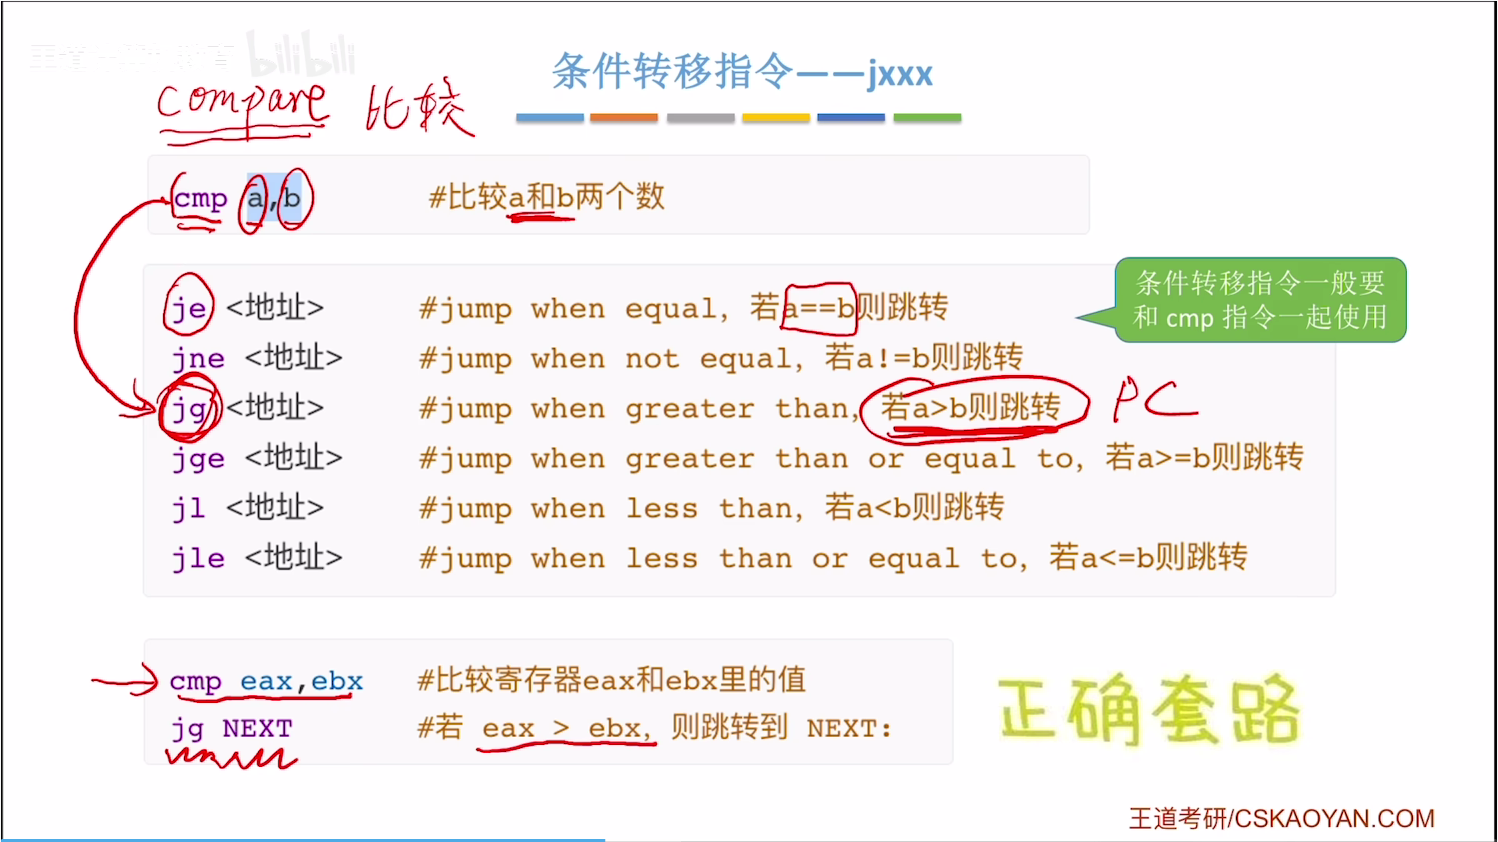 bilibili
条件转移指令——jxxx
compare 比较
cmp a,b #比较a和b两个数
条件转移指令一般要
和 cmp 指令一起使用
je <地址> #jump when equal, 若a==b则跳转
jne <地址> #jump when not equal, 若a!=b则跳转
jg <地址> #jump when greater than, 若a>b则跳转 PC
jge <地址> #jump when greater than or equal to, 若a>=b则跳转
jl <地址> #jump when less than, 若a<b则跳转
jle <地址> #jump when less than or equal to, 若a<=b则跳转
cmp eax,ebx #比较寄存器eax和ebx里的值
jg NEXT #若 eax > ebx, 则跳转到 NEXT:
正确套路
王道考研/CSKAOYAN.COM